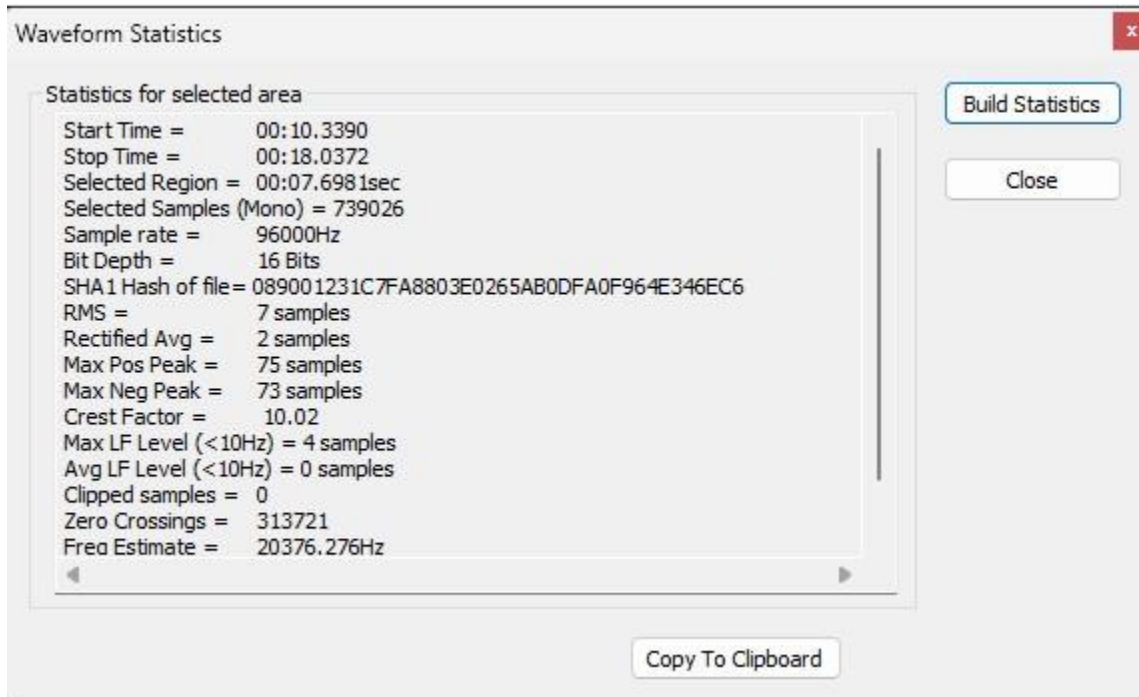 Waveform Statistics
x
Statistics for selected area
Build Statistics
Close
Start Time = 00:10.3390
Stop Time = 00:18.0372
Selected Region = 00:07.6981sec
Selected Samples (Mono) = 739026
Sample rate = 96000Hz
Bit Depth = 16 Bits
SHA1 Hash of file= 089001231C7FA8803E0265AB0DFA0F964E346EC6
RMS = 7 samples
Rectified Avg = 2 samples
Max Pos Peak = 75 samples
Max Neg Peak = 73 samples
Crest Factor = 10.02
Max LF Level (<10Hz) = 4 samples
Avg LF Level (<10Hz) = 0 samples
Clipped samples = 0
Zero Crossings = 313721
Freq Estimate = 20376.276Hz
Copy To Clipboard